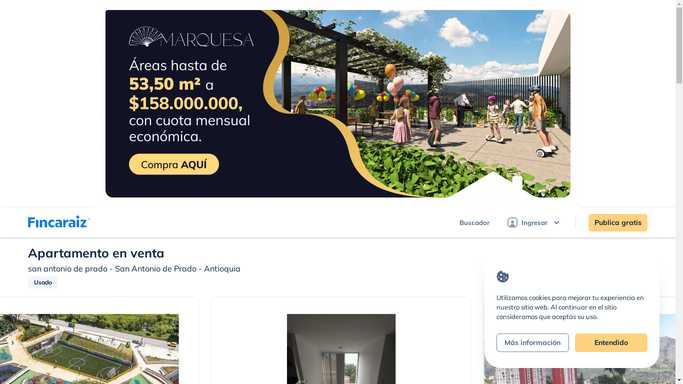 MARQUESA
Áreas hasta de
53,50 m² a
$158.000.000,
con cuota mensual
económica.
Compra AQUÍ
Fincaraiz
Buscador
Ingresar
Publica gratis
Apartamento en venta
san antonio de prado - San Antonio de Prado - Antioquia
Usado
Utilizamos cookies para mejorar tu experiencia en
nuestro sitio web. Al continuar en el sitio
consideramos que aceptas su uso.
Más información
Entendido